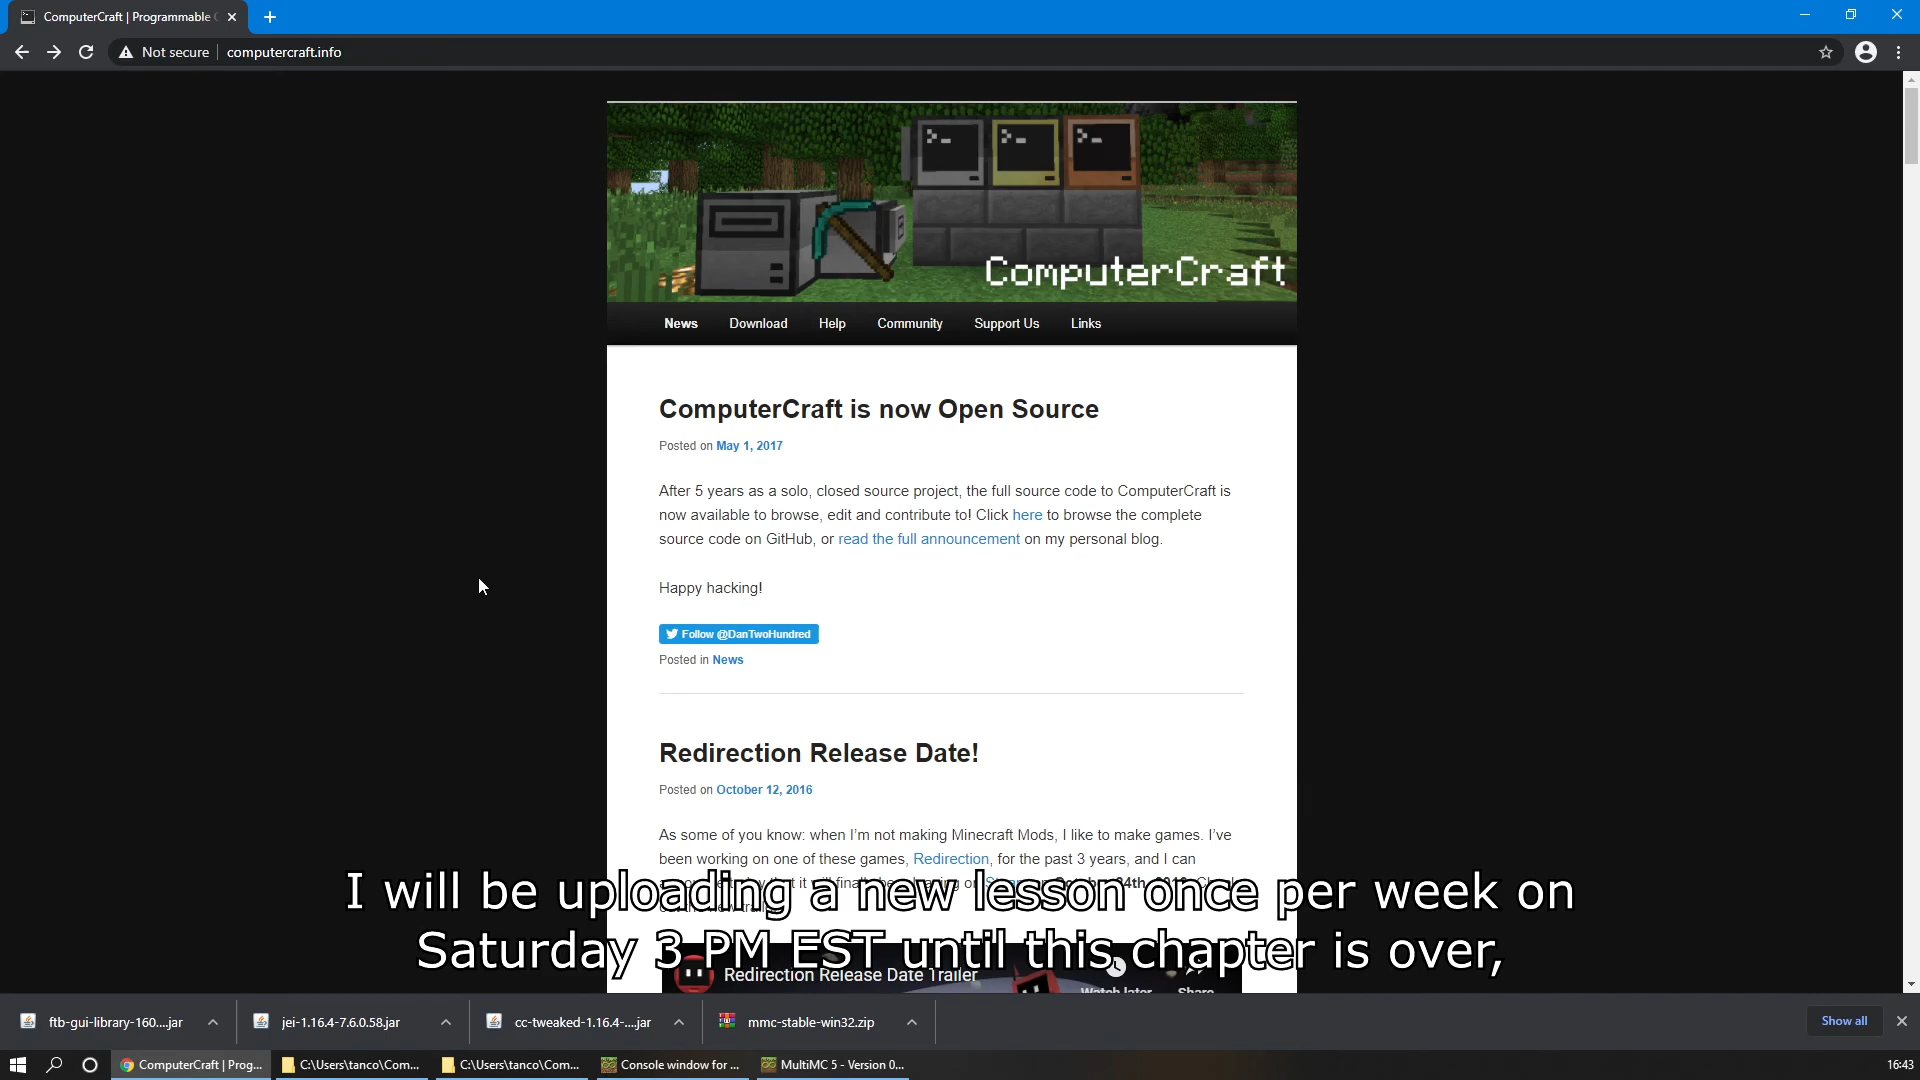 ComputerCraft | Programmable C
Not secure
computercraft.info
ComputerCraft
News Download Help Community Support Us Links
ComputerCraft is now Open Source
Posted on May 1, 2017
After 5 years as a solo, closed source project, the full source code to ComputerCraft is
now available to browse, edit and contribute to! Click here to browse the complete
source code on GitHub, or read the full announcement on my personal blog.
Happy hacking!
Follow @DanTwoHundred
Posted in News
Redirection Release Date!
Posted on October 12, 2016
As some of you know: when I'm not making Minecraft Mods, I like to make games. I've
been working on one of these games, Redirection, for the past 3 years, and I can
I will be uploading a new lesson once per week on
Saturday 3 PM EST until this chapter is over,
Redirection Release Date Trailer
Watch later Share
ftb-gui-library-160....jar
jei-1.16.4-7.6.0.58.jar
cc-tweaked-1.16.4-....jar
mmc-stable-win32.zip
Show all
ComputerCraft | Prog...
C:\Users\tanco\Com...
C:\Users\tanco\Com...
Console window for ...
MultiMC 5 - Version 0...
16:43